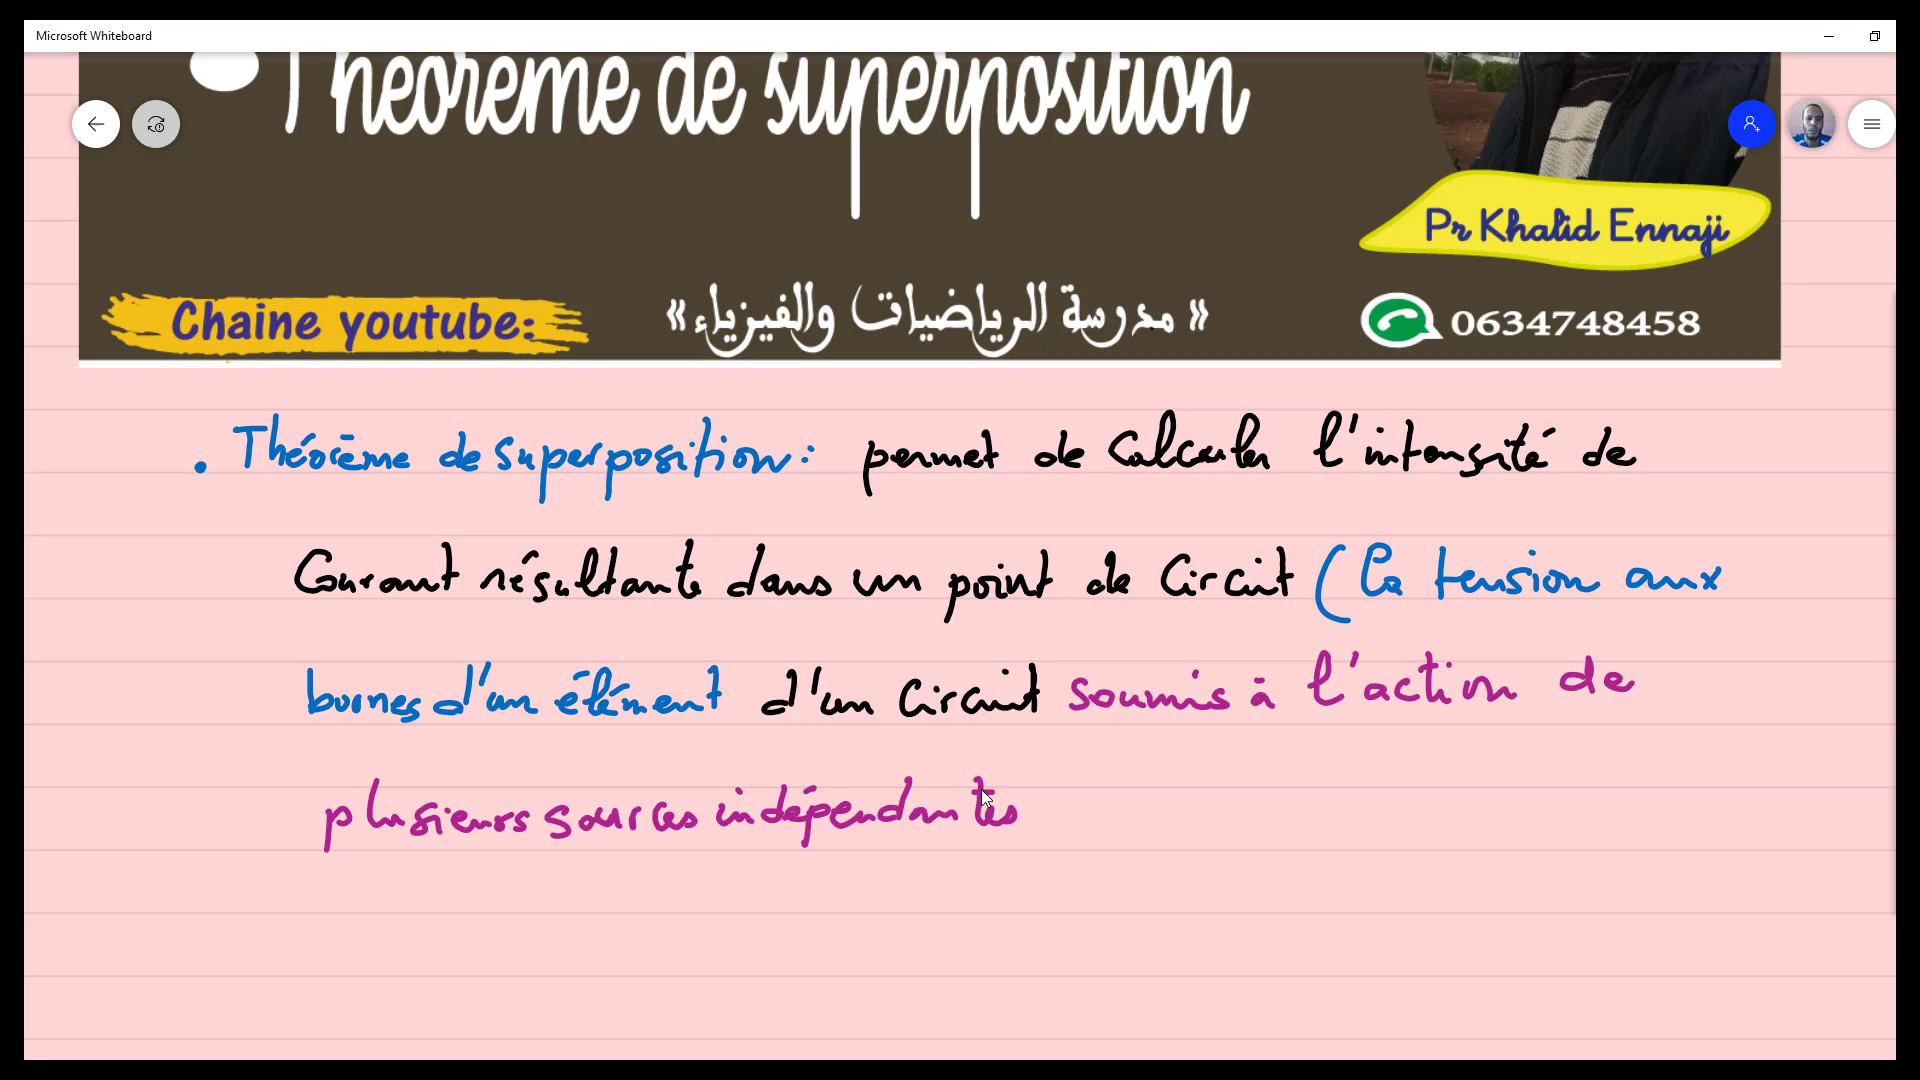 Microsoft Whiteboard
Théorème de superposition
Pr Khalid Ennaji
Chaine youtube:
« مدرسة الرياضيات والفيزياء »
0634748458
. Théorème de superposition : permet de Calculer l'intensité de
Courant résultante dans un point de Circuit ( la tension aux
bornes d'un élément d'un Circuit soumis à l'action de
plusieurs sources indépendantes